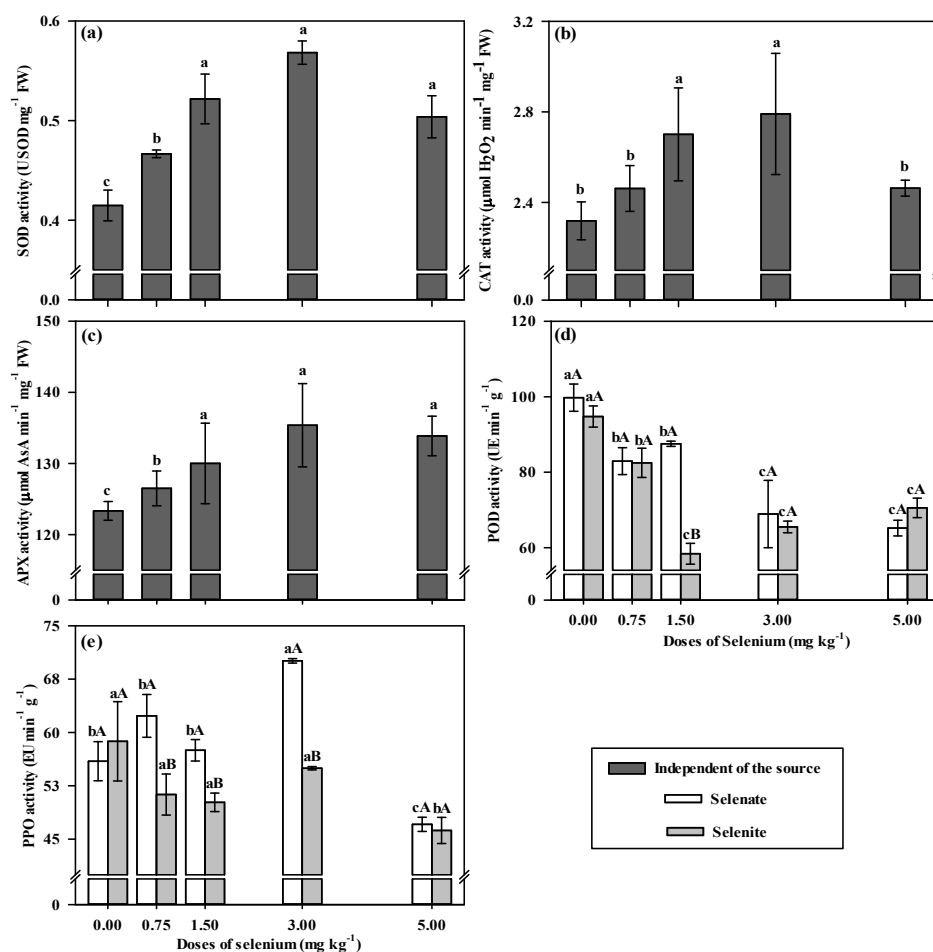 (a)
SOD activity (U SOD mg⁻¹ FW)
0.6
0.5
0.4
0.0
c
b
a
a
a
(b)
CAT activity (μmol H₂O₂ min⁻¹ mg⁻¹ FW)
3.2
2.8
2.4
0.0
b
b
a
a
b
(c)
APX activity (μmol AsA min⁻¹ mg⁻¹ FW)
150
140
130
120
0
c
b
a
a
a
(d)
POD activity (UE min⁻¹ g⁻¹)
120
100
80
60
0
aA
aA
bA
bA
bA
cB
cA
cA
cA
cA
0.00
0.75
1.50
3.00
5.00
Doses of Selenium (mg kg⁻¹)
(e)
PPO activity (EU min⁻¹ g⁻¹)
75
68
60
53
45
0
bA
aA
bA
aB
bA
aB
aA
aB
cA
bA
0.00
0.75
1.50
3.00
5.00
Doses of selenium (mg kg⁻¹)
Independent of the source
Selenate
Selenite